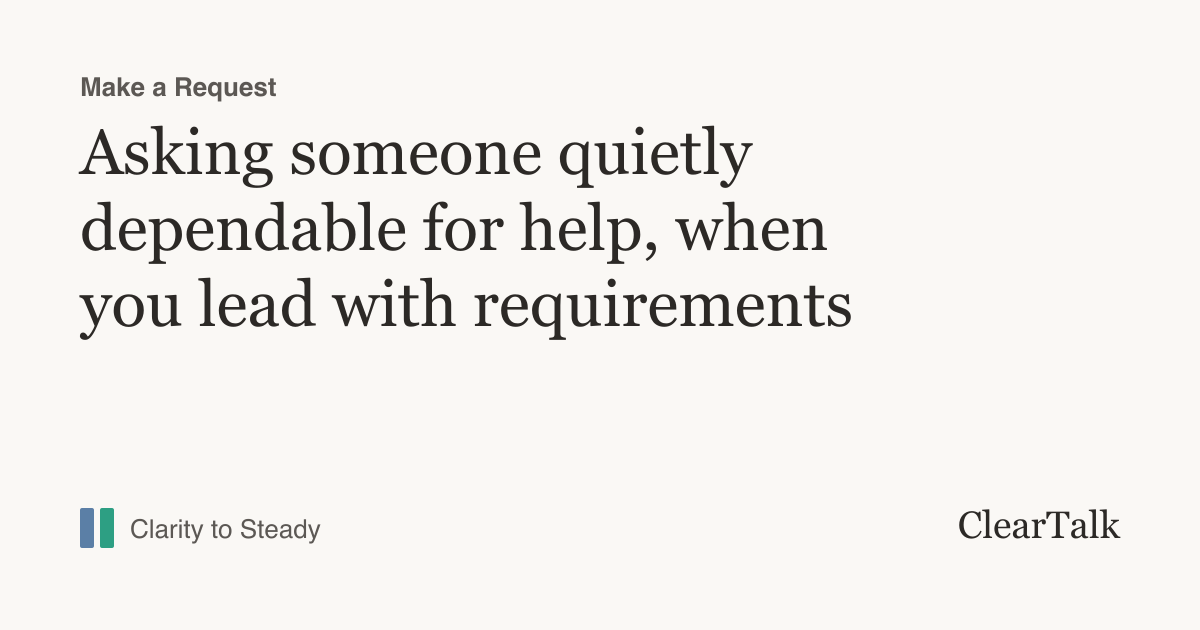 Make a Request
Asking someone quietly
dependable for help, when
you lead with requirements
Clarity to Steady
ClearTalk